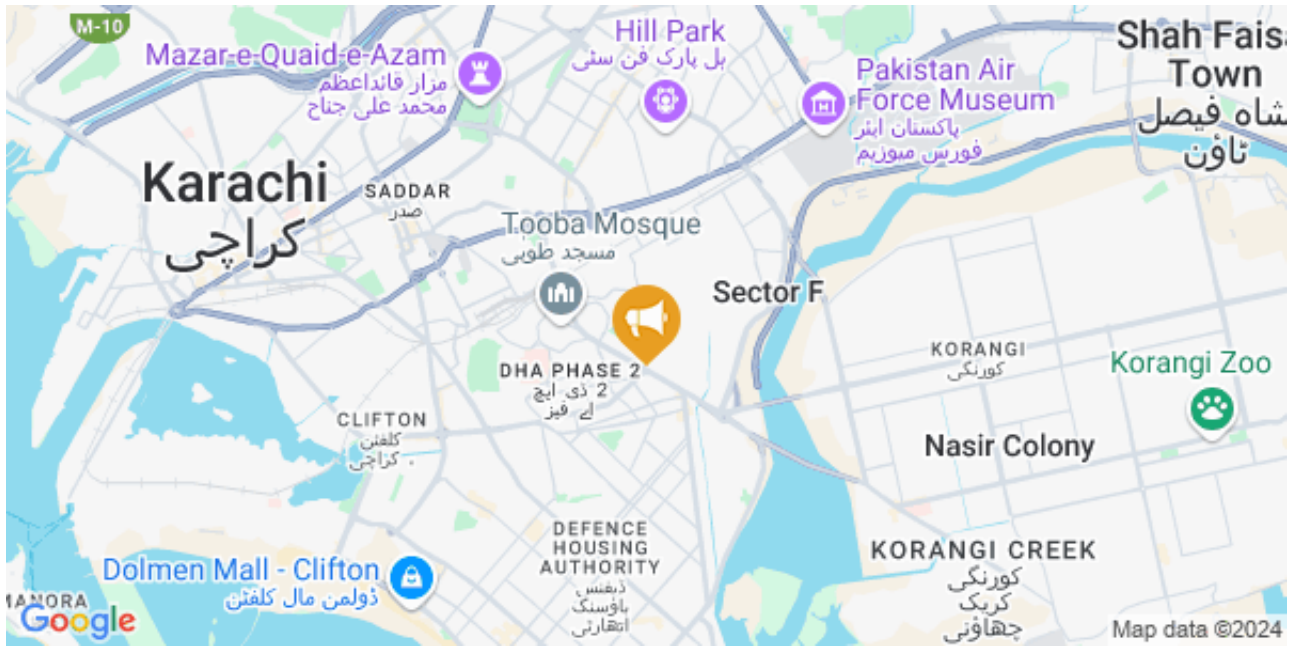 M-10
Mazar-e-Quaid-e-Azam
مزار قائداعظم
محمد علی جناح
Hill Park
ہل پارک فن سٹی
Pakistan Air
Force Museum
پاکستان ایئر
فورس میوزیم
Shah Fais
Town
شاہ فیصل
ٹاؤن
Karachi
کراچی
SADDAR
صدر
Tooba Mosque
مسجد طوبی
Sector F
DHA PHASE 2
2 ڈی ایچ
اے فیز
KORANGI
کورنگی
Korangi Zoo
CLIFTON
کلفٹن
، کراچی
Nasir Colony
DEFENCE
HOUSING
AUTHORITY
ڈیفنس
ہاؤسنگ
اتھارٹی
KORANGI CREEK
کورنگی
کریک
چھاؤنی
Dolmen Mall - Clifton
ڈولمن مال کلفٹن
MANORA
Google
Map data ©2024